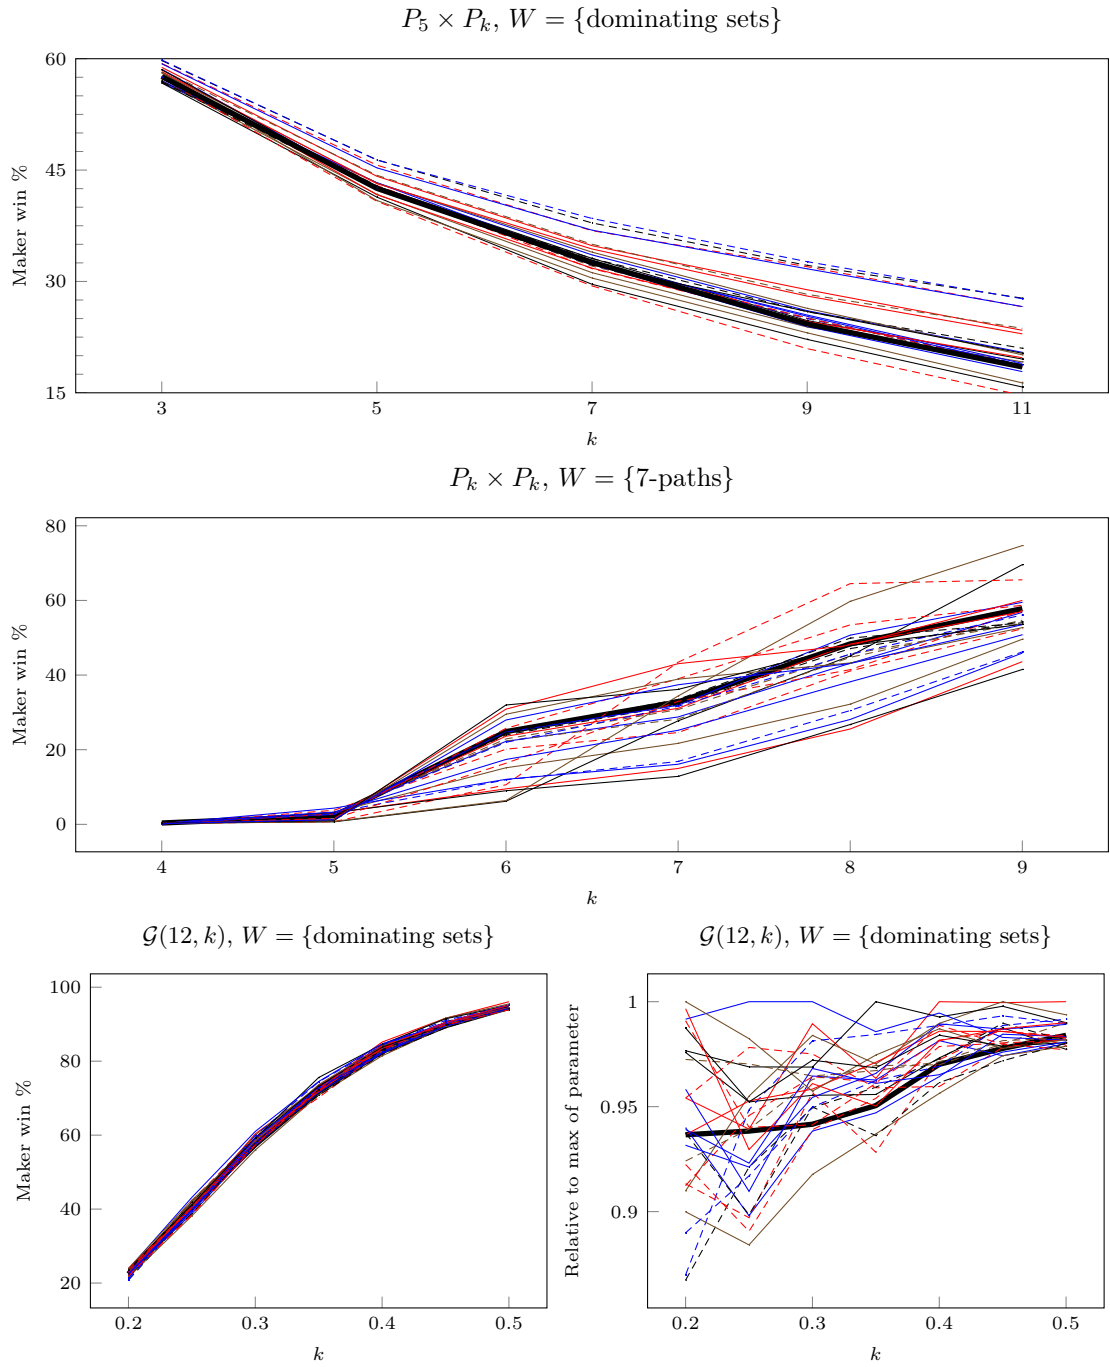 P₅ × Pₖ, W = {dominating sets}
60
45
30
15
Maker win %
3 5 7 9 11
k
Pₖ × Pₖ, W = {7-paths}
80
60
40
20
0
Maker win %
4 5 6 7 8 9
k
𝒢(12, k), W = {dominating sets}
100
80
60
40
20
Maker win %
0.2 0.3 0.4 0.5
k
𝒢(12, k), W = {dominating sets}
1
0.95
0.9
Relative to max of parameter
0.2 0.3 0.4 0.5
k